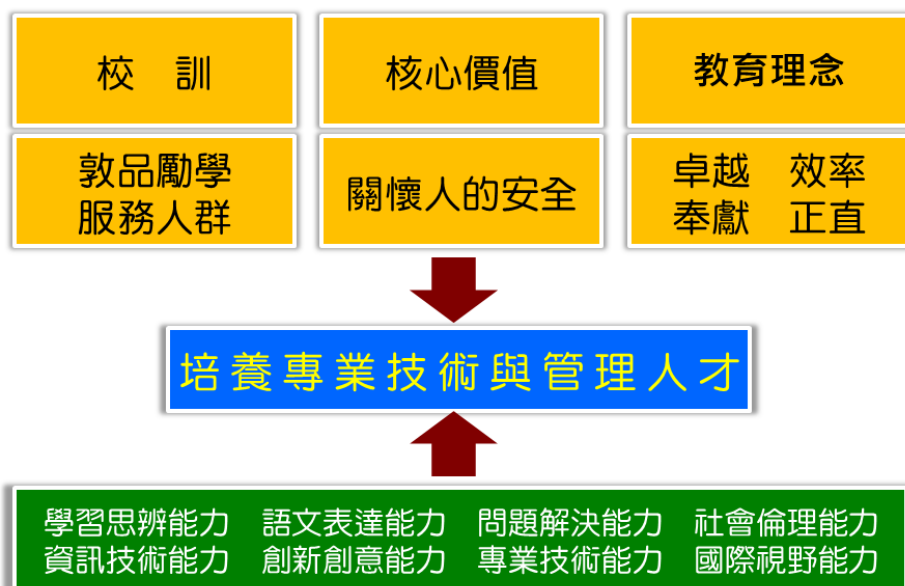 校　訓
核心價值
教育理念
敦品勵學
服務人群
關懷人的安全
卓越　效率
奉獻　正直
培養專業技術與管理人才
學習思辨能力　語文表達能力　問題解決能力　社會倫理能力
資訊技術能力　創新創意能力　專業技術能力　國際視野能力